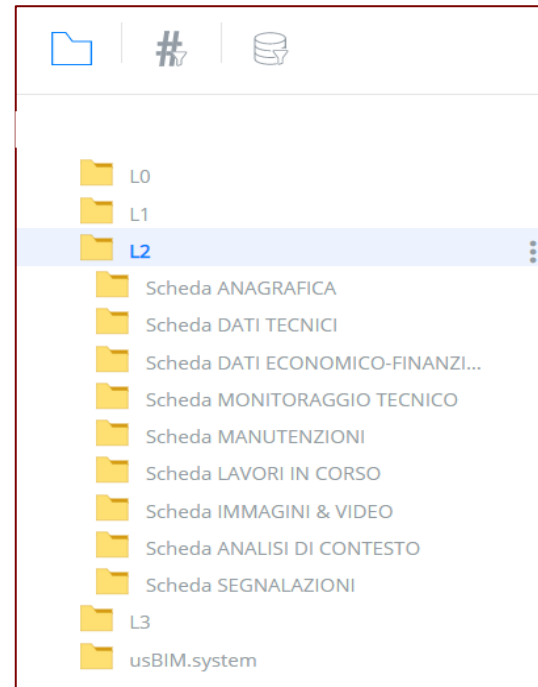 L0
L1
L2
Scheda ANAGRAFICA
Scheda DATI TECNICI
Scheda DATI ECONOMICO-FINANZI...
Scheda MONITORAGGIO TECNICO
Scheda MANUTENZIONI
Scheda LAVORI IN CORSO
Scheda IMMAGINI & VIDEO
Scheda ANALISI DI CONTESTO
Scheda SEGNALAZIONI
L3
usBIM.system